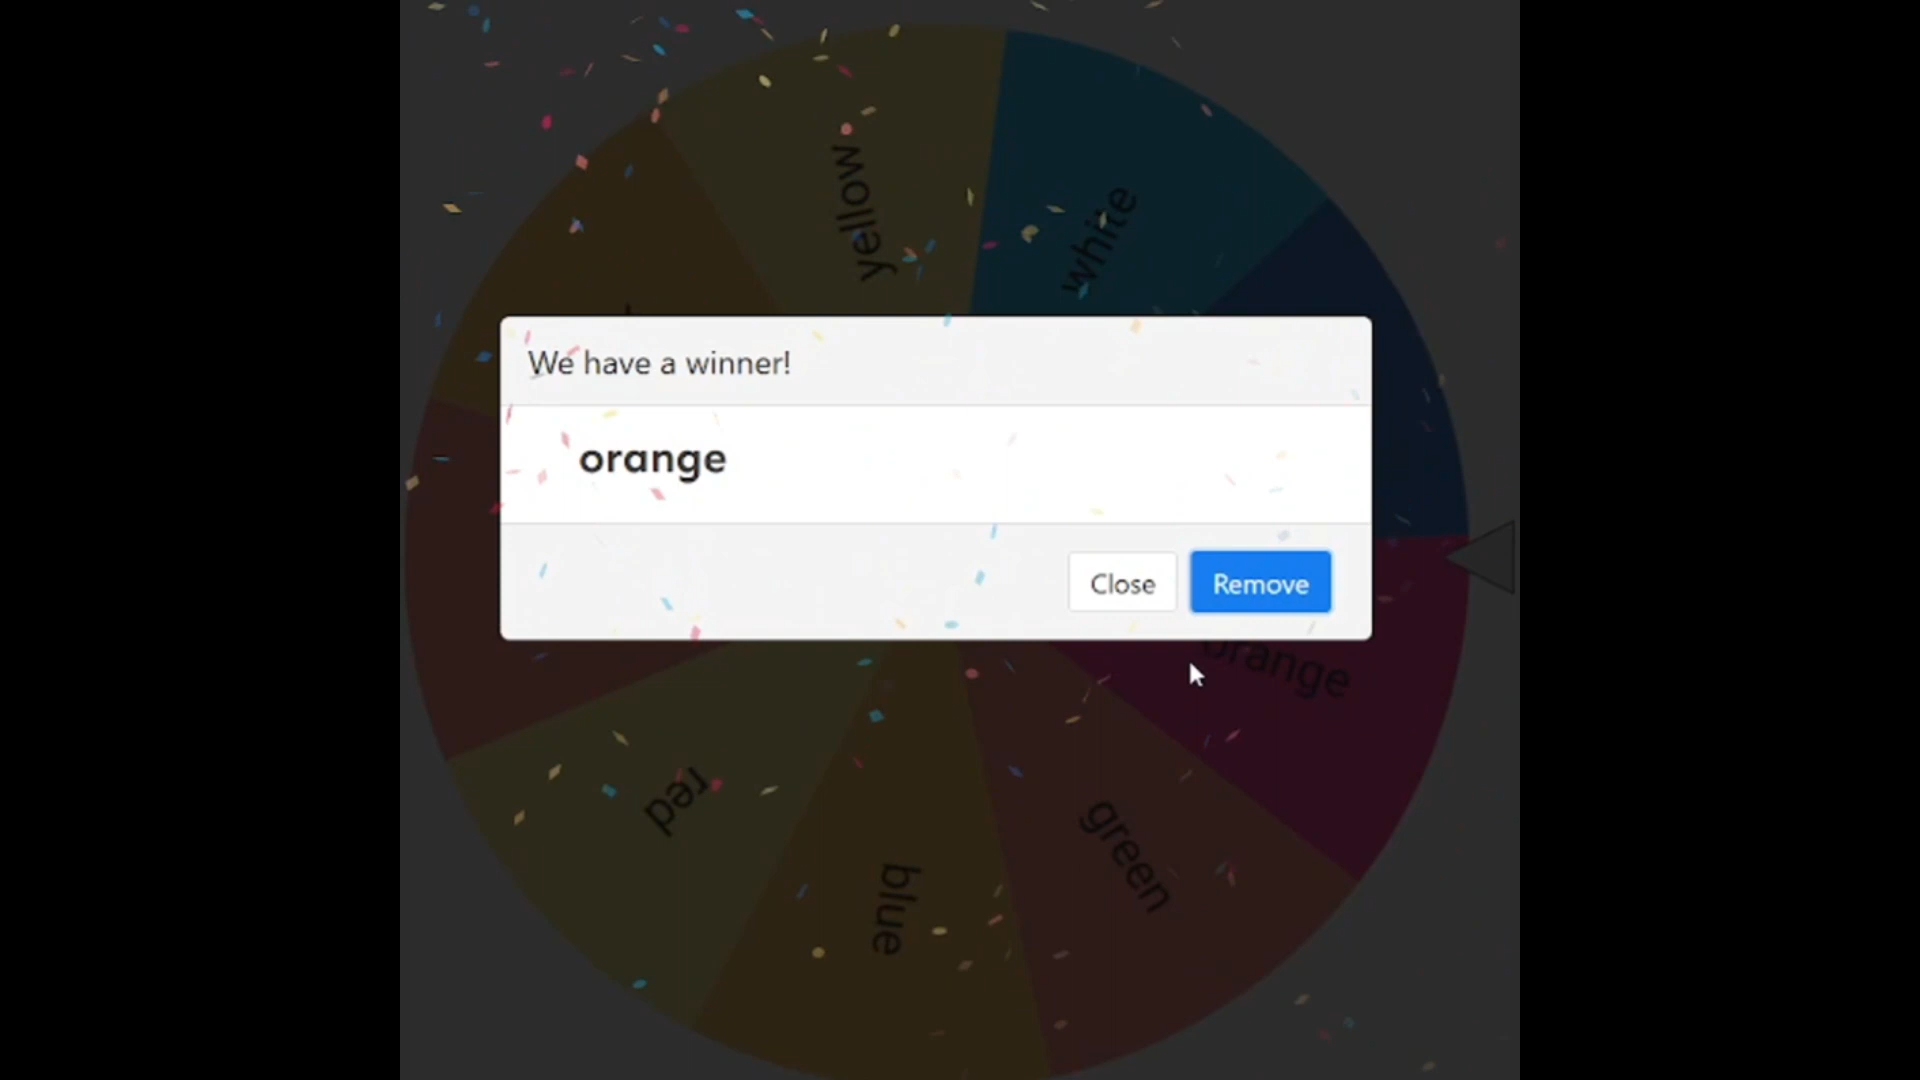 yellow
white
We have a winner!
orange
Close
Remove
orange
red
green
blue